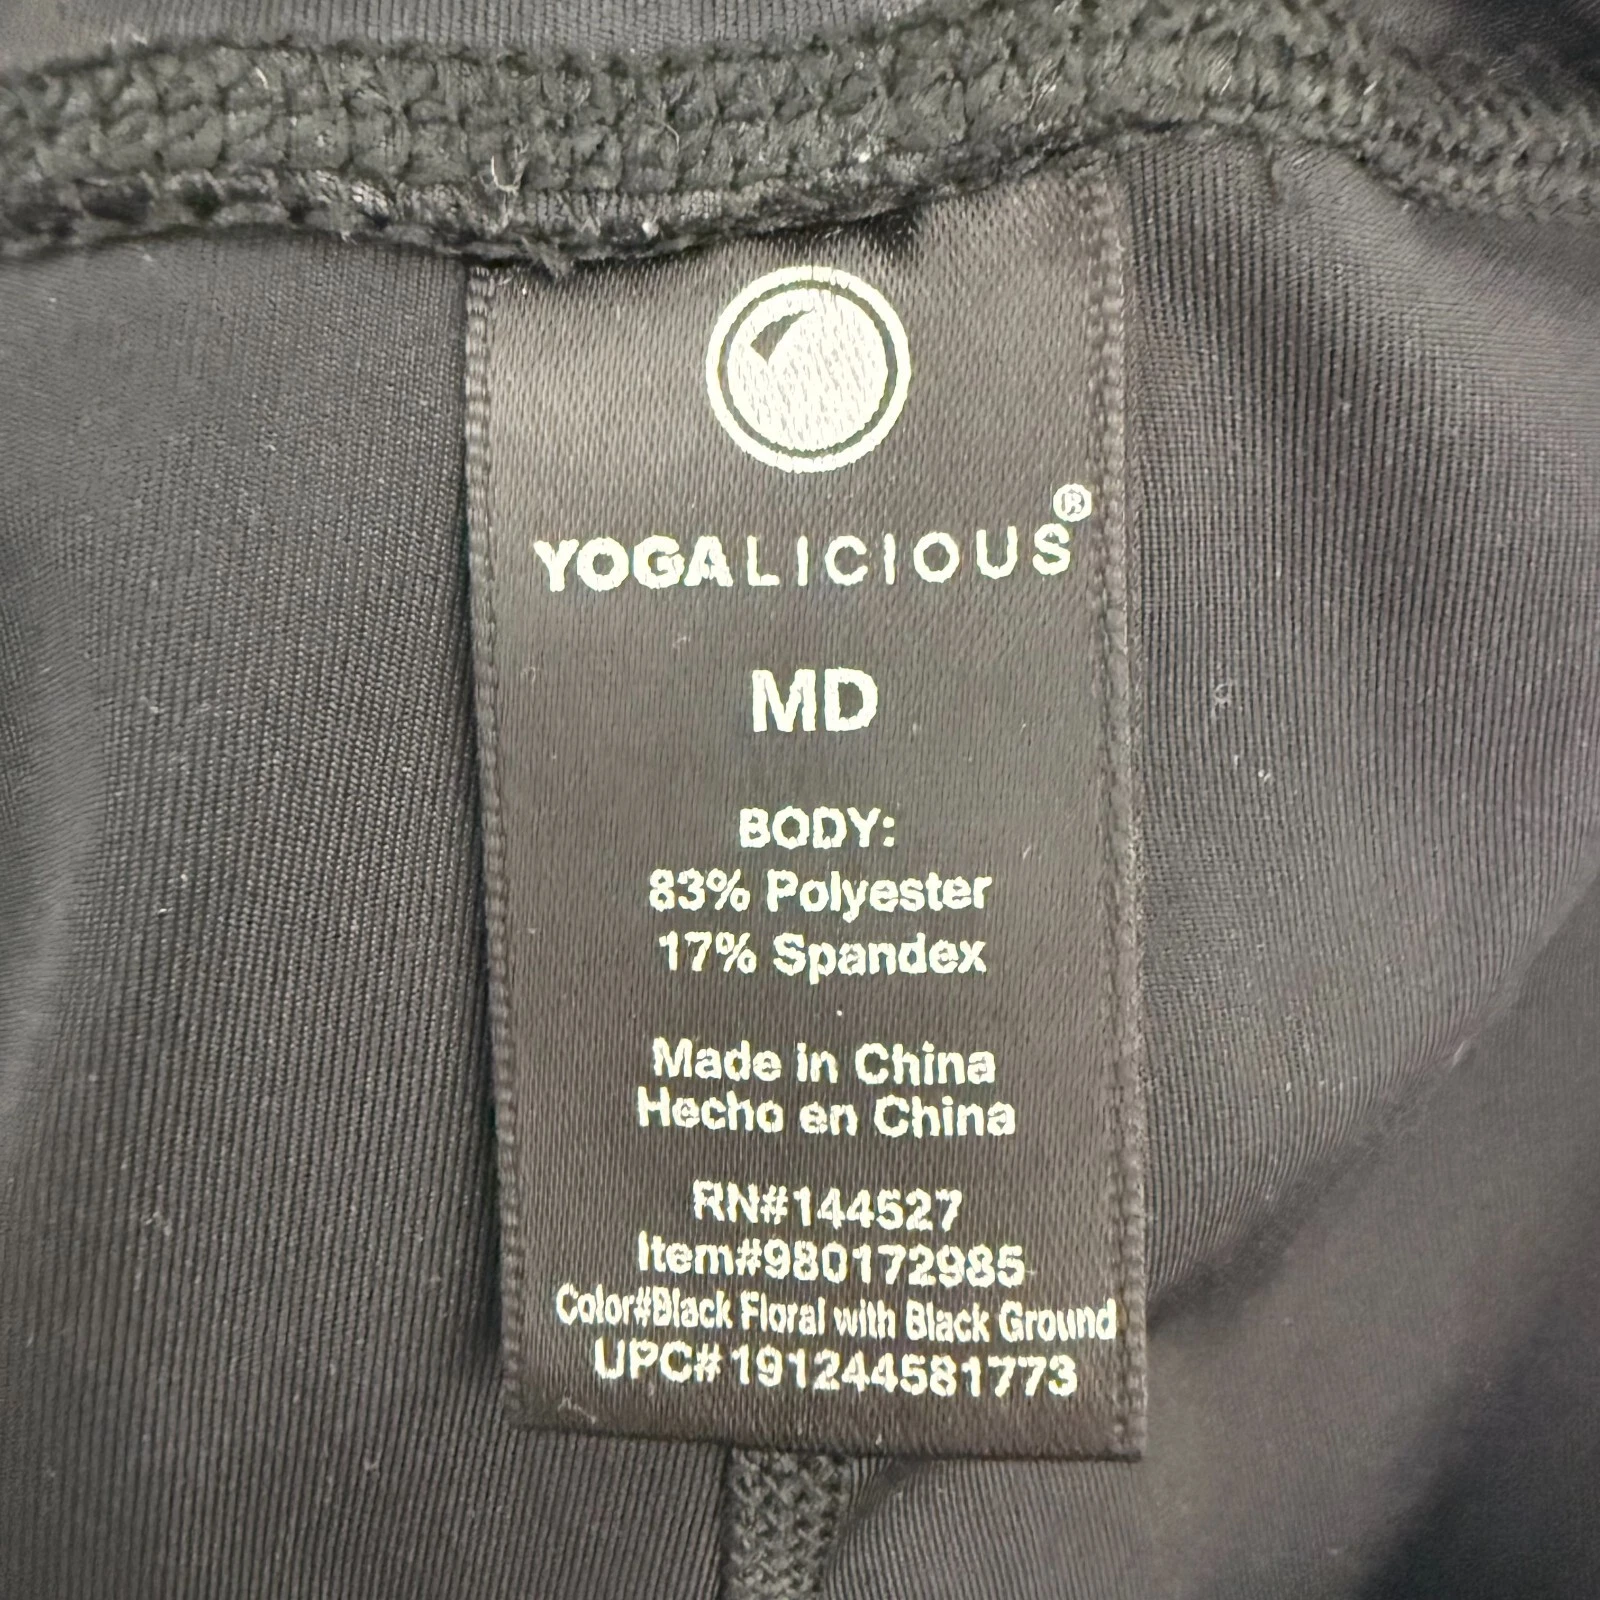 YOGALICIOUS®
MD
BODY:
83% Polyester
17% Spandex
Made in China
Hecho en China
RN#144527
Item#980172985
Color#Black Floral with Black Ground
UPC#191244581773